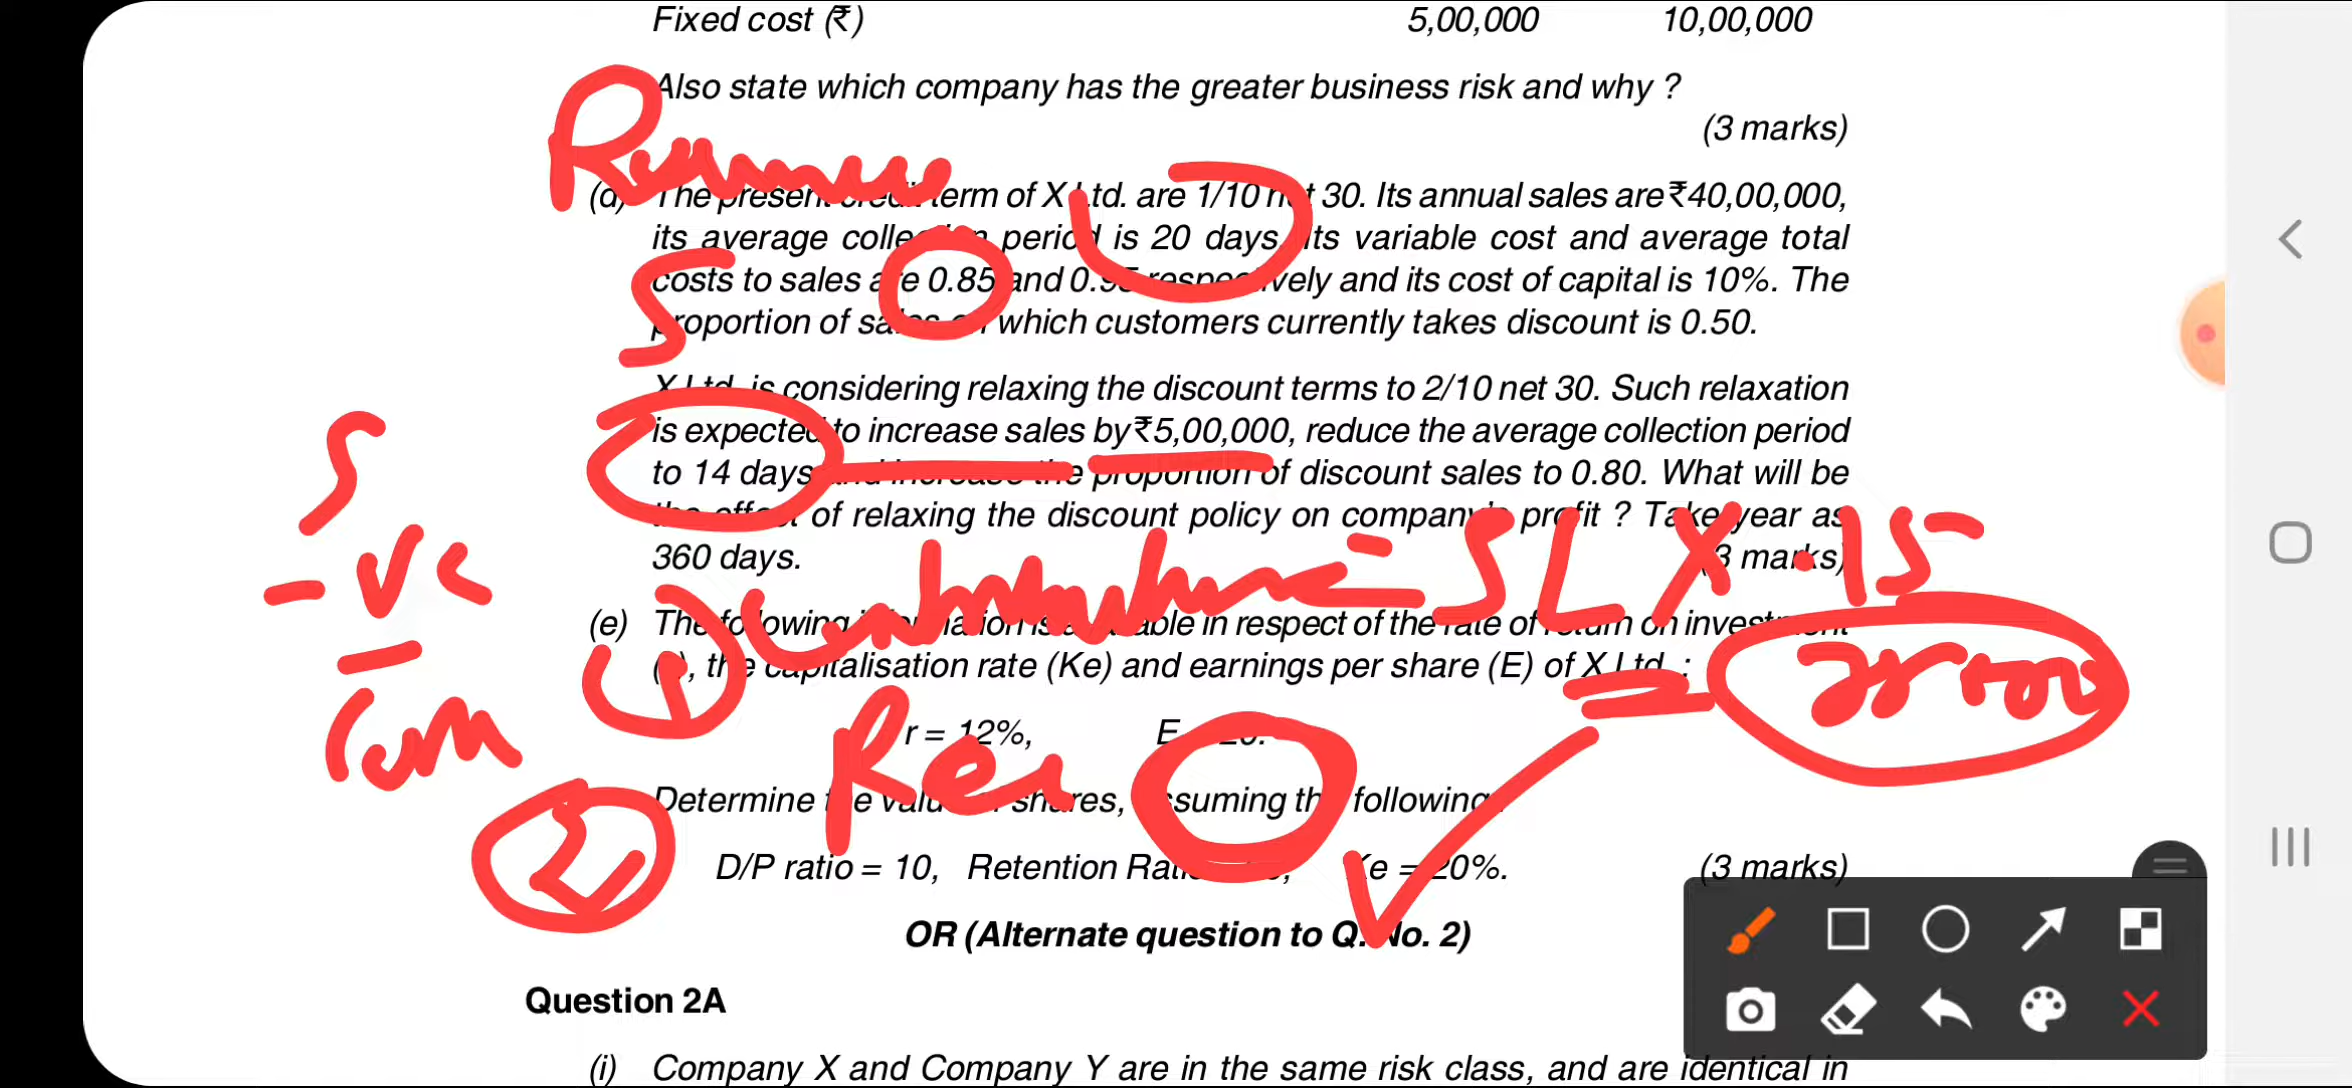 Fixed cost (₹) 5,00,000 10,00,000
Also state which company has the greater business risk and why ?
(3 marks)
(d) The present credit term of X Ltd. are 1/10 net 30. Its annual sales are ₹40,00,000,
its average collection period is 20 days. Its variable cost and average total
costs to sales are 0.85 and 0.95 respectively and its cost of capital is 10%. The
proportion of sales on which customers currently takes discount is 0.50.
X Ltd. is considering relaxing the discount terms to 2/10 net 30. Such relaxation
is expected to increase sales by ₹5,00,000, reduce the average collection period
to 14 days and increase the proportion of discount sales to 0.80. What will be
the effect of relaxing the discount policy on company's profit ? Take year as
360 days. (3 marks)
S
- VC
5L X .15
(e) The following information is available in respect of the rate of return on investment
, the capitalisation rate (Ke) and earnings per share (E) of X Ltd. :
r = 12%, E
Determine the value of shares, assuming the following
D/P ratio = 10, Retention Ke = 20%. (3 marks)
OR (Alternate question to Q. No. 2)
Question 2A
(i) Company X and Company Y are in the same risk class, and are identical in